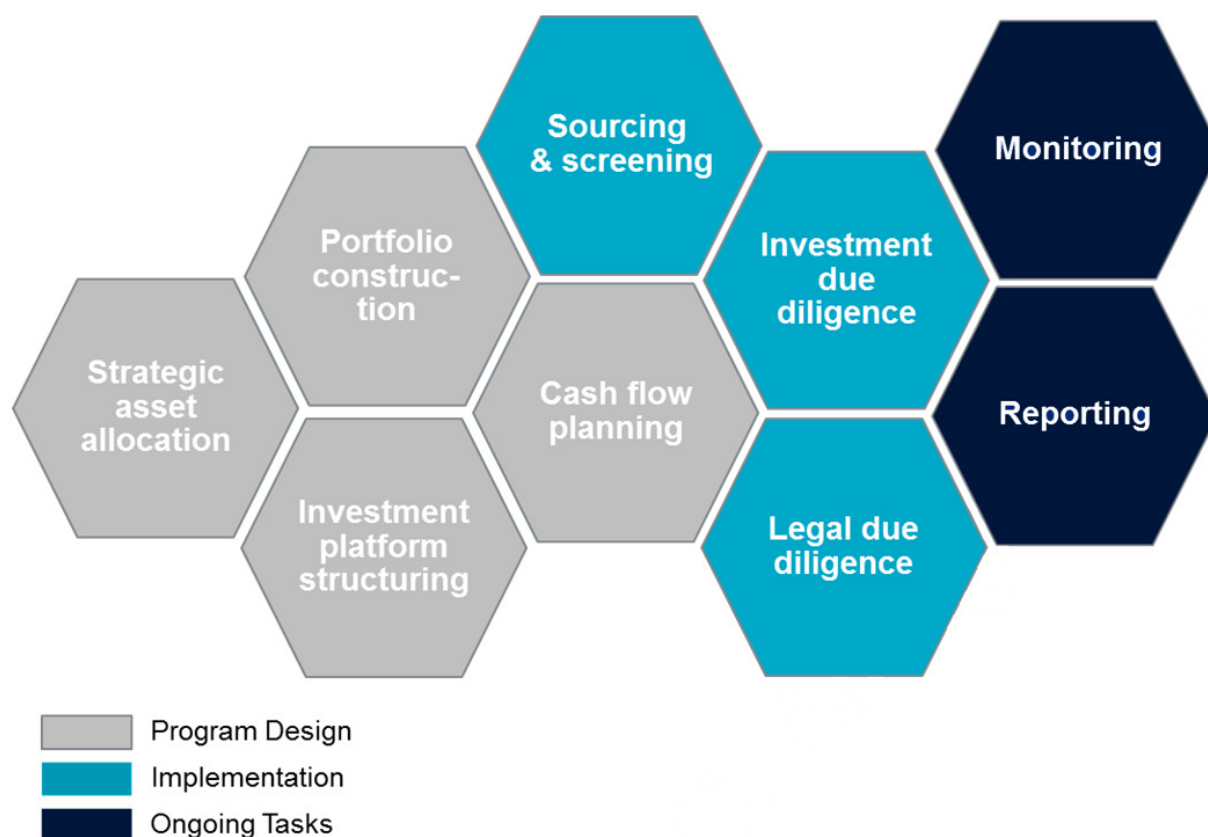 Sourcing
& screening
Monitoring
Portfolio
construc-
tion
Investment
due
diligence
Strategic
asset
allocation
Cash flow
planning
Reporting
Investment
platform
structuring
Legal due
diligence
Program Design
Implementation
Ongoing Tasks